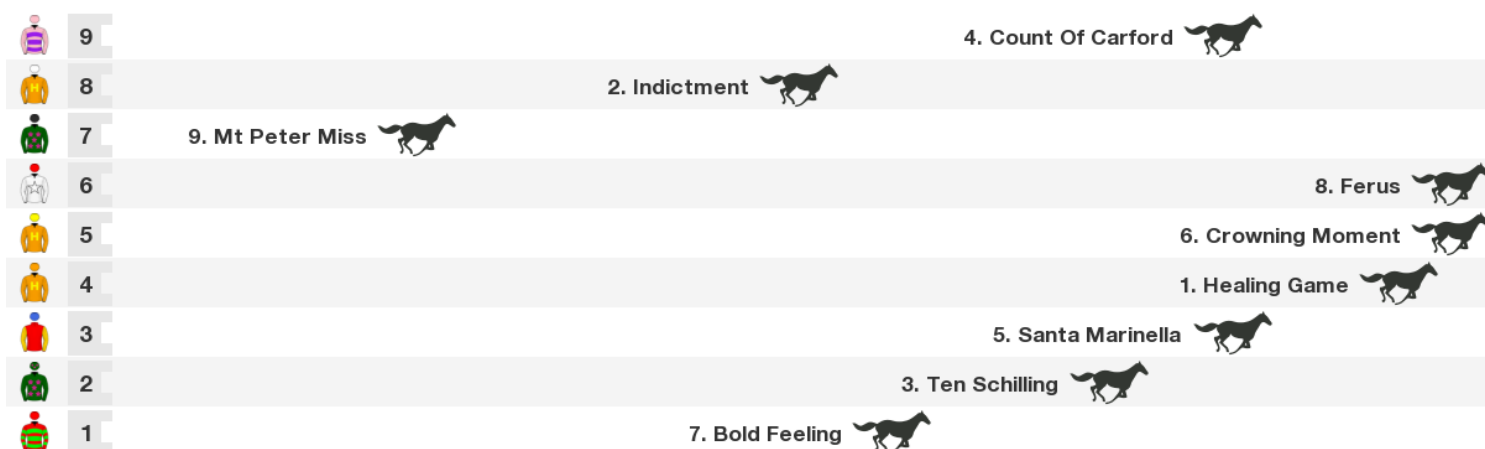 9 4. Count Of Carford
H 8 2. Indictment
7 9. Mt Peter Miss
6 8. Ferus
H 5 6. Crowning Moment
H 4 1. Healing Game
3 5. Santa Marinella
2 3. Ten Schilling
1 7. Bold Feeling